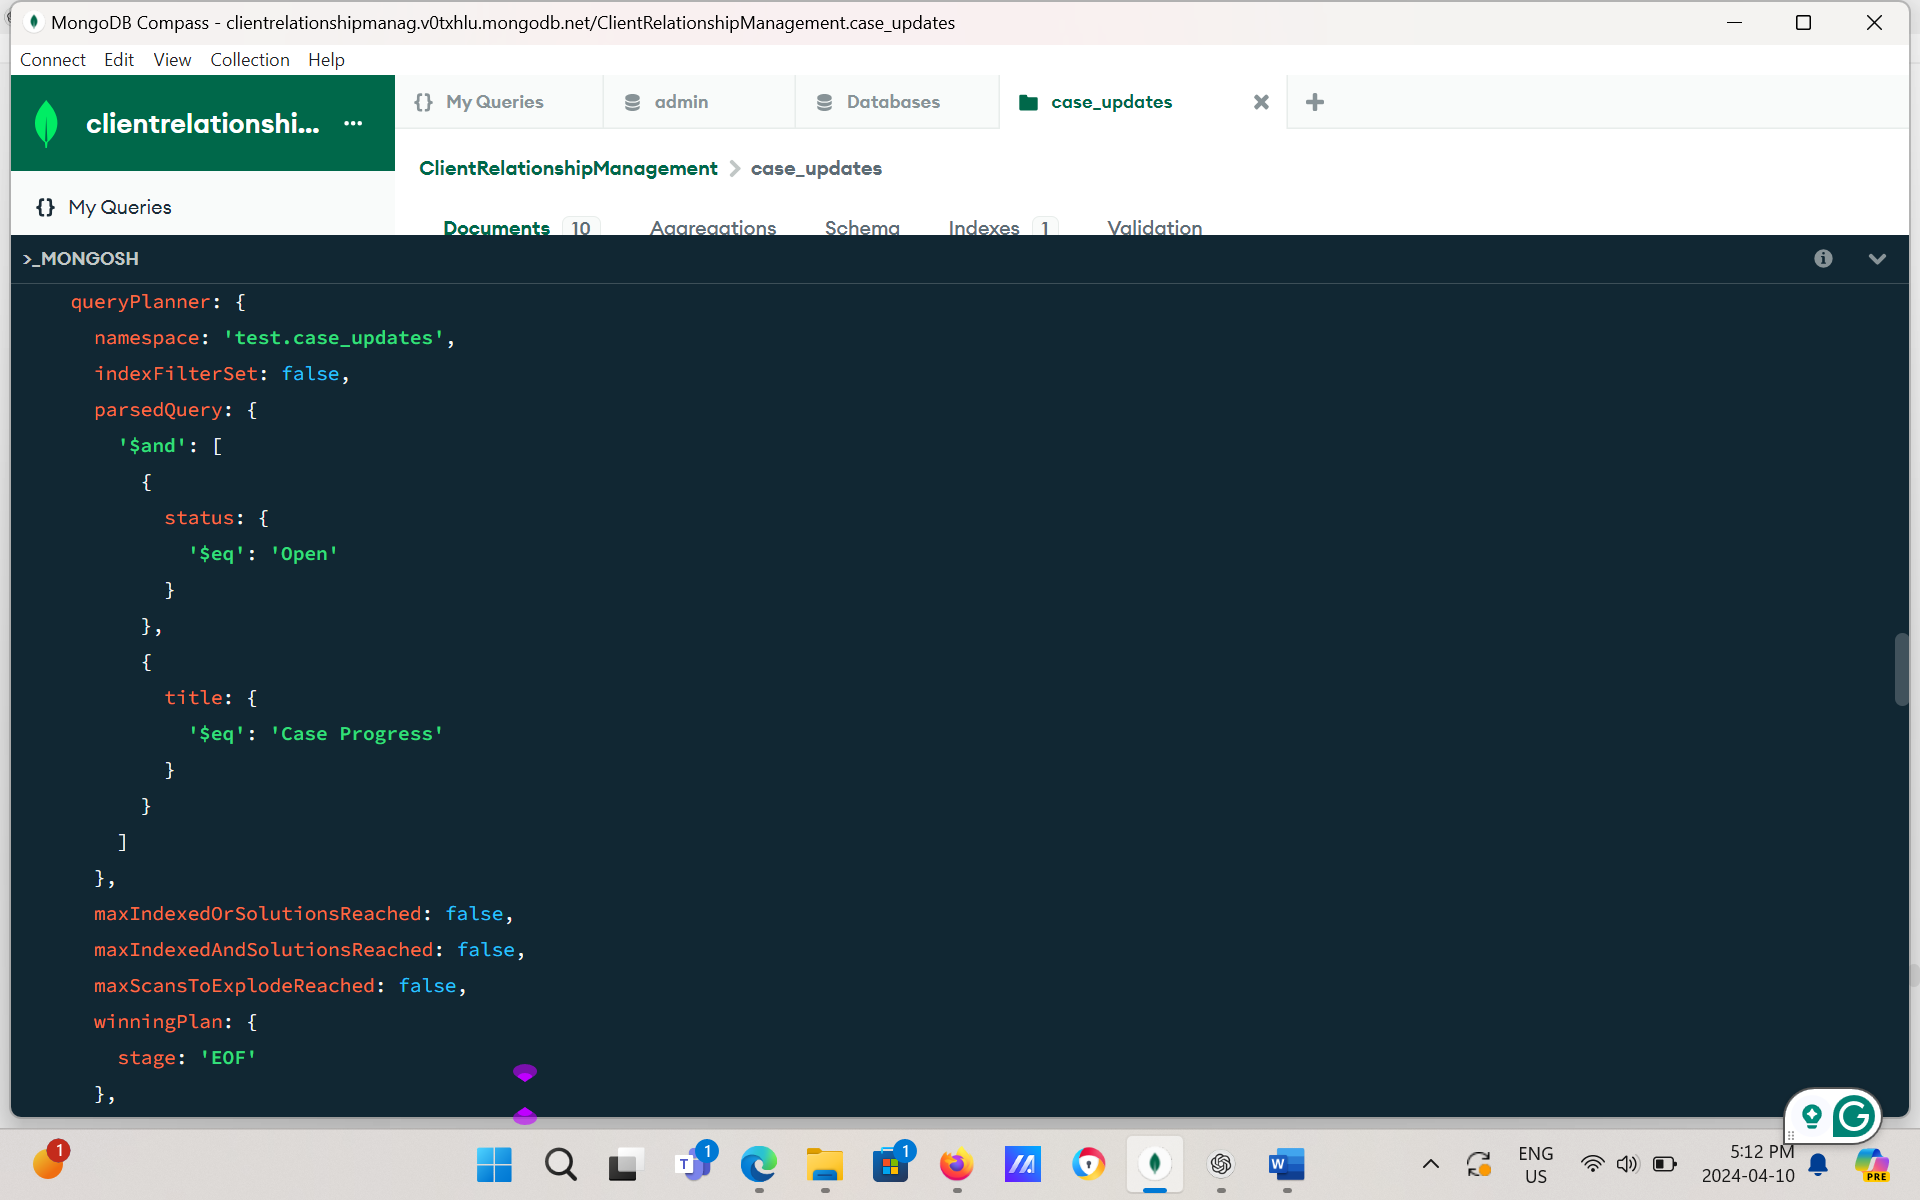 MongoDB Compass - clientrelationshipmanag.v0txhlu.mongodb.net/ClientRelationshipManagement.case_updates
Connect Edit View Collection Help
clientrelationshi... ...
{} My Queries admin Databases case_updates
ClientRelationshipManagement > case_updates
{} My Queries
Documents 10 Aggregations Schema Indexes 1 Validation
>_MONGOSH
queryPlanner: {
namespace: 'test.case_updates',
indexFilterSet: false,
parsedQuery: {
'$and': [
{
status: {
'$eq': 'Open'
}
},
{
title: {
'$eq': 'Case Progress'
}
}
]
},
maxIndexedOrSolutionsReached: false,
maxIndexedAndSolutionsReached: false,
maxScansToExplodeReached: false,
winningPlan: {
stage: 'EOF'
},
1
T 1
1
W
ENG
US
5:12 PM
2024-04-10
PRE